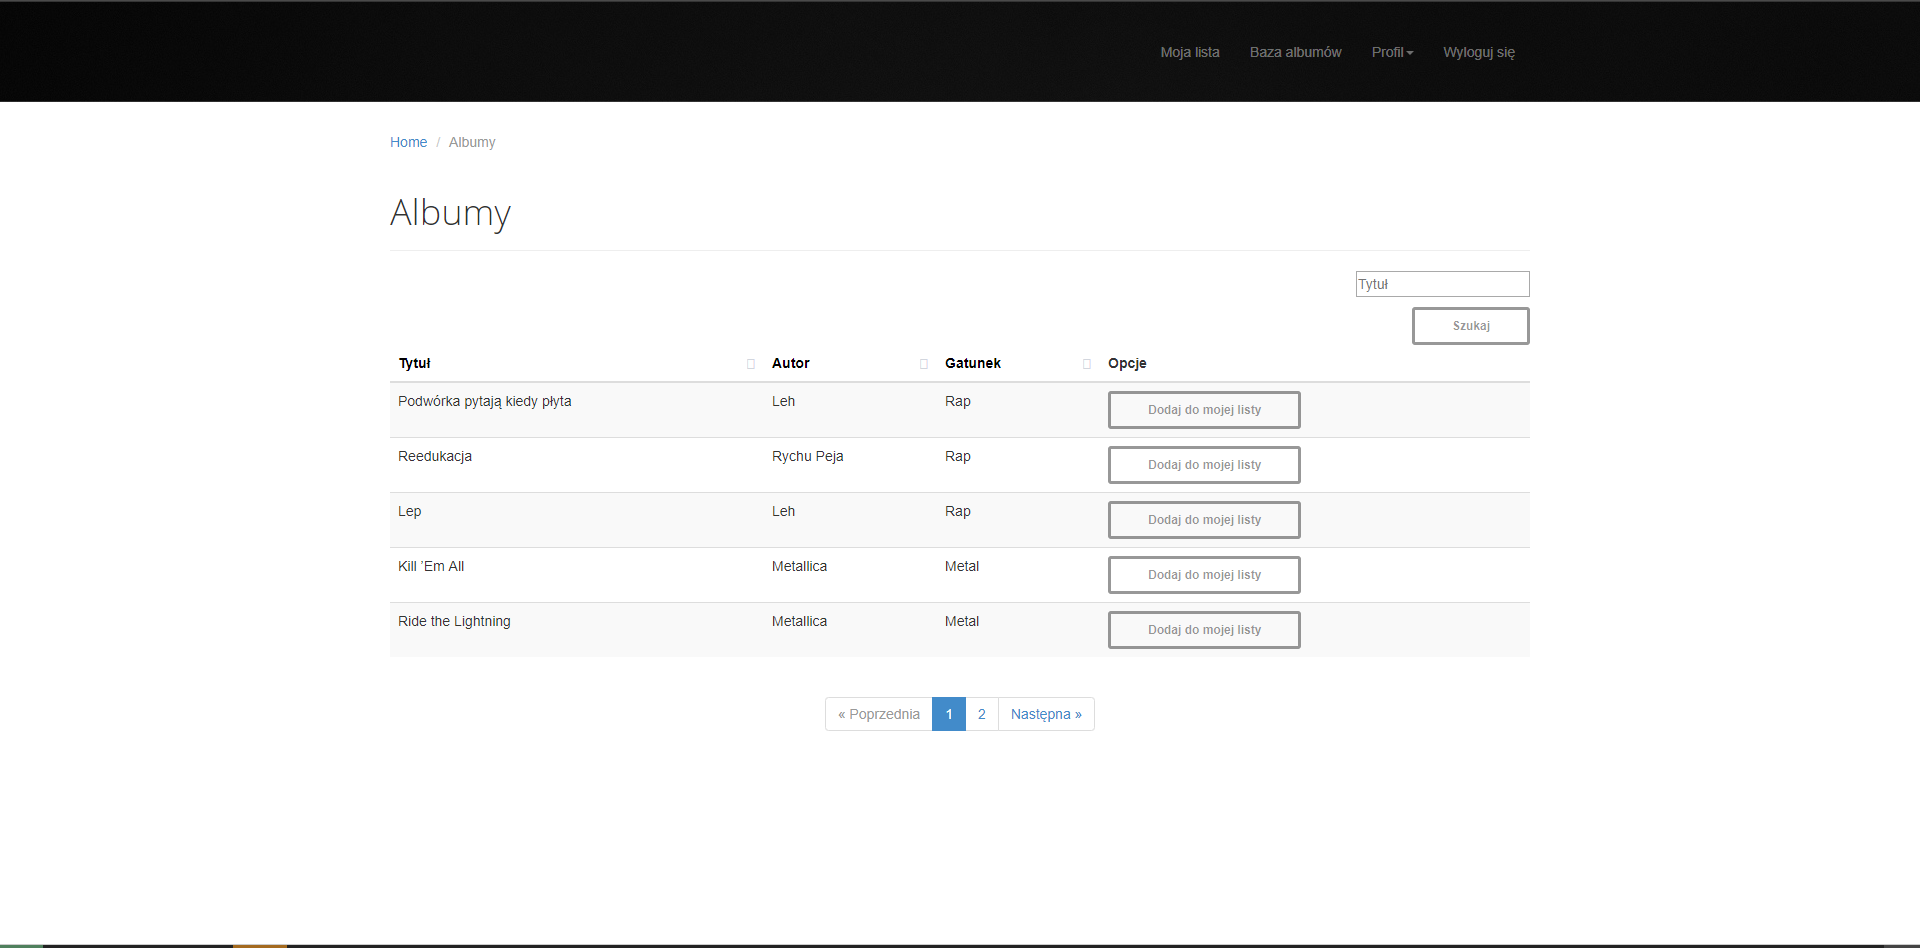 Moja lista Baza albumów Profil Wyloguj się
Home / Albumy
Albumy
Tytuł
Szukaj
Tytuł Autor Gatunek Opcje
Podwórka pytają kiedy płyta Leh Rap Dodaj do mojej listy
Reedukacja Rychu Peja Rap Dodaj do mojej listy
Lep Leh Rap Dodaj do mojej listy
Kill ’Em All Metallica Metal Dodaj do mojej listy
Ride the Lightning Metallica Metal Dodaj do mojej listy
« Poprzednia 1 2 Następna »